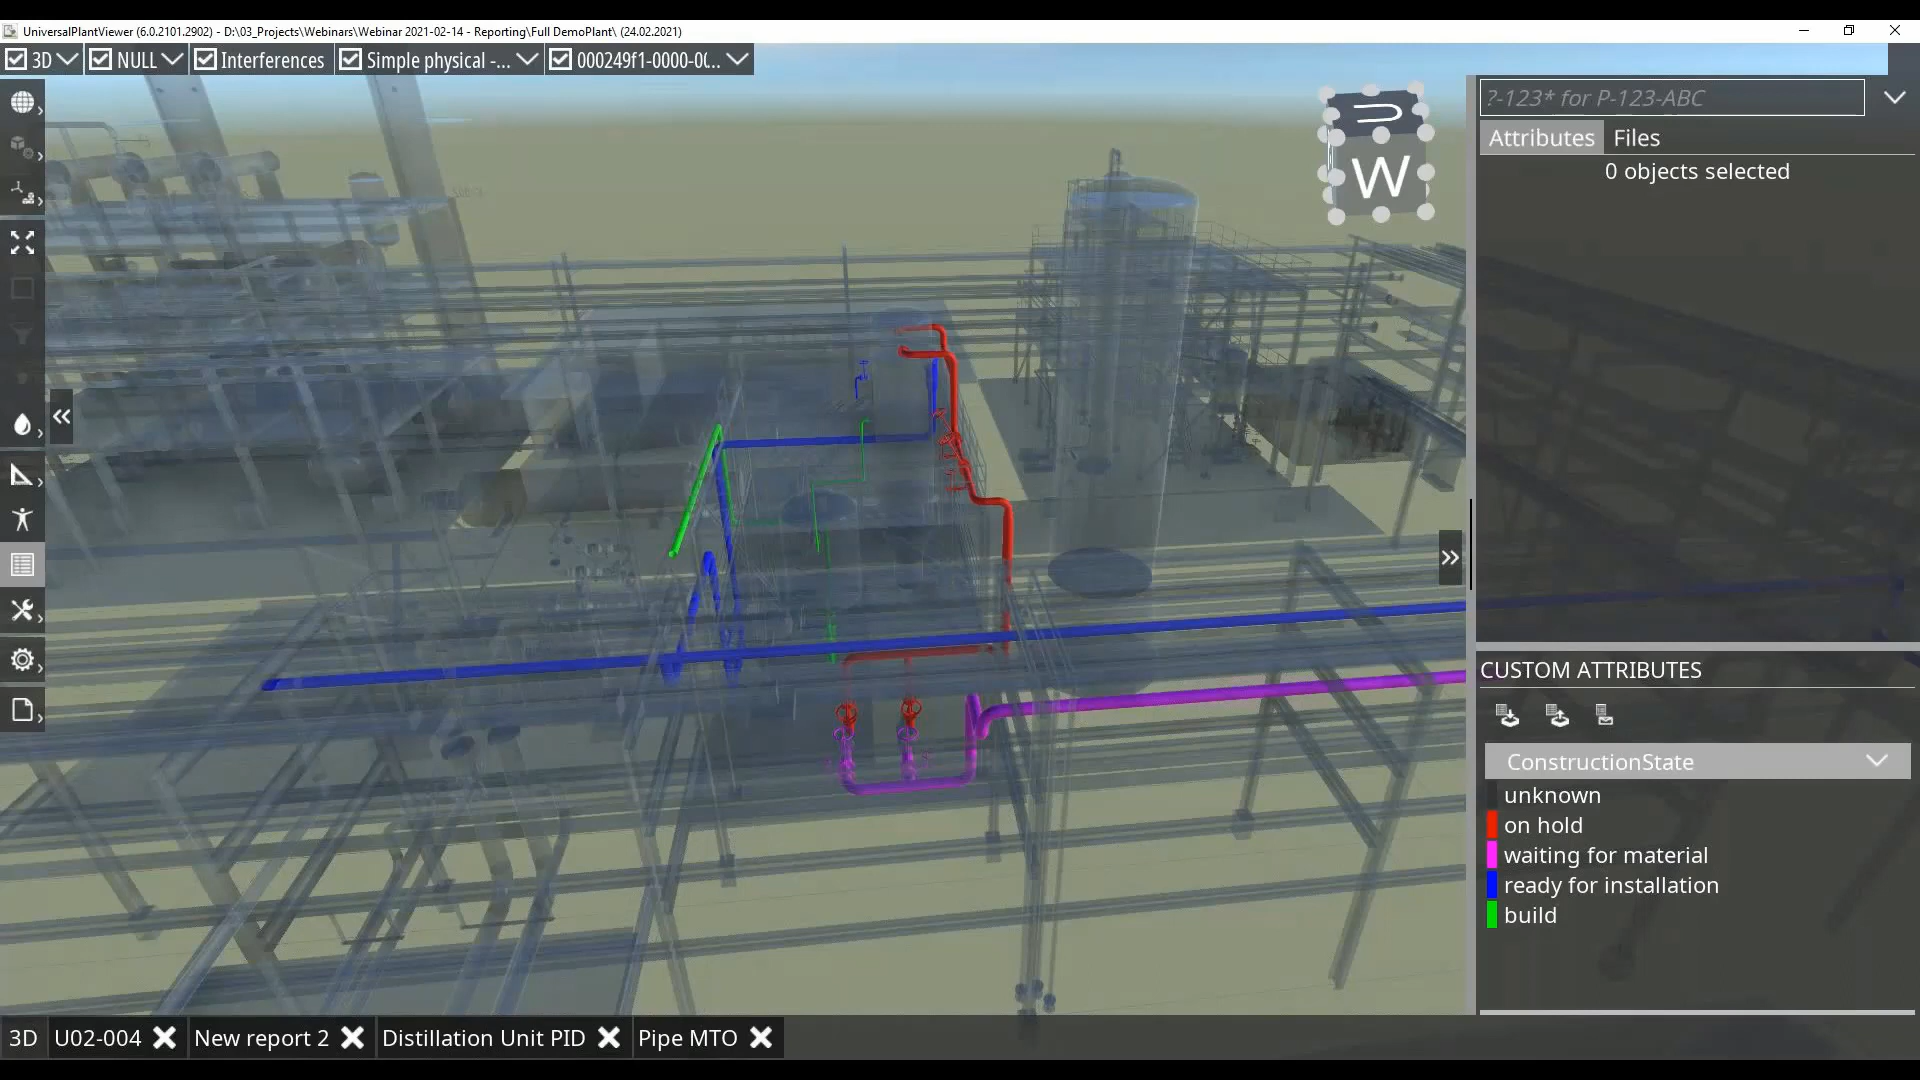 UniversalPlantViewer (6.0.2101.2902) - D:\03_Projects\Webinars\Webinar 2021-02-14 - Reporting\Full DemoPlant\ (24.02.2021)
3D NULL Interferences Simple physical -... 000249f1-0000-0(...
?-123* for P-123-ABC
Attributes Files
0 objects selected
W
CUSTOM ATTRIBUTES
ConstructionState
unknown
on hold
waiting for material
ready for installation
build
3D U02-004 New report 2 Distillation Unit PID Pipe MTO